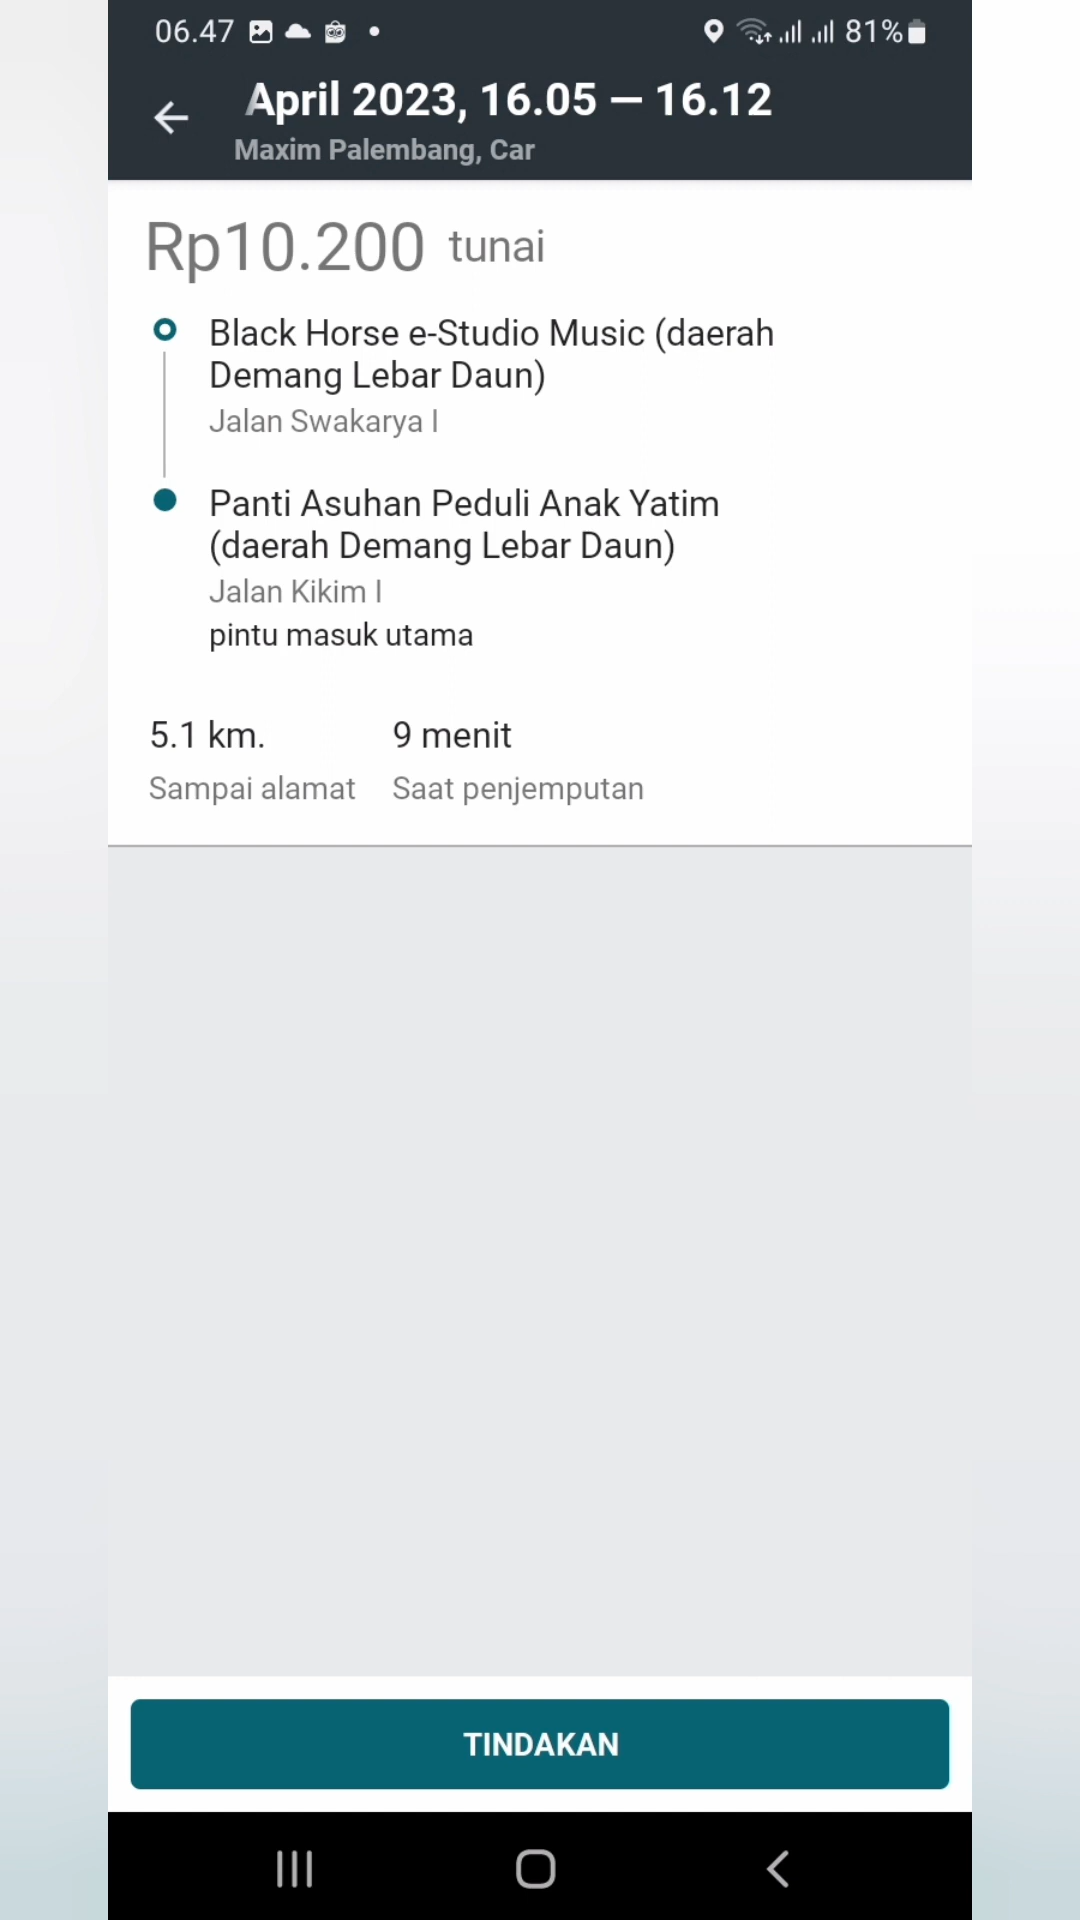 06.47
81%
April 2023, 16.05 — 16.12
Maxim Palembang, Car
Rp10.200 tunai
Black Horse e-Studio Music (daerah
Demang Lebar Daun)
Jalan Swakarya I
Panti Asuhan Peduli Anak Yatim
(daerah Demang Lebar Daun)
Jalan Kikim I
pintu masuk utama
5.1 km. 9 menit
Sampai alamat Saat penjemputan
TINDAKAN